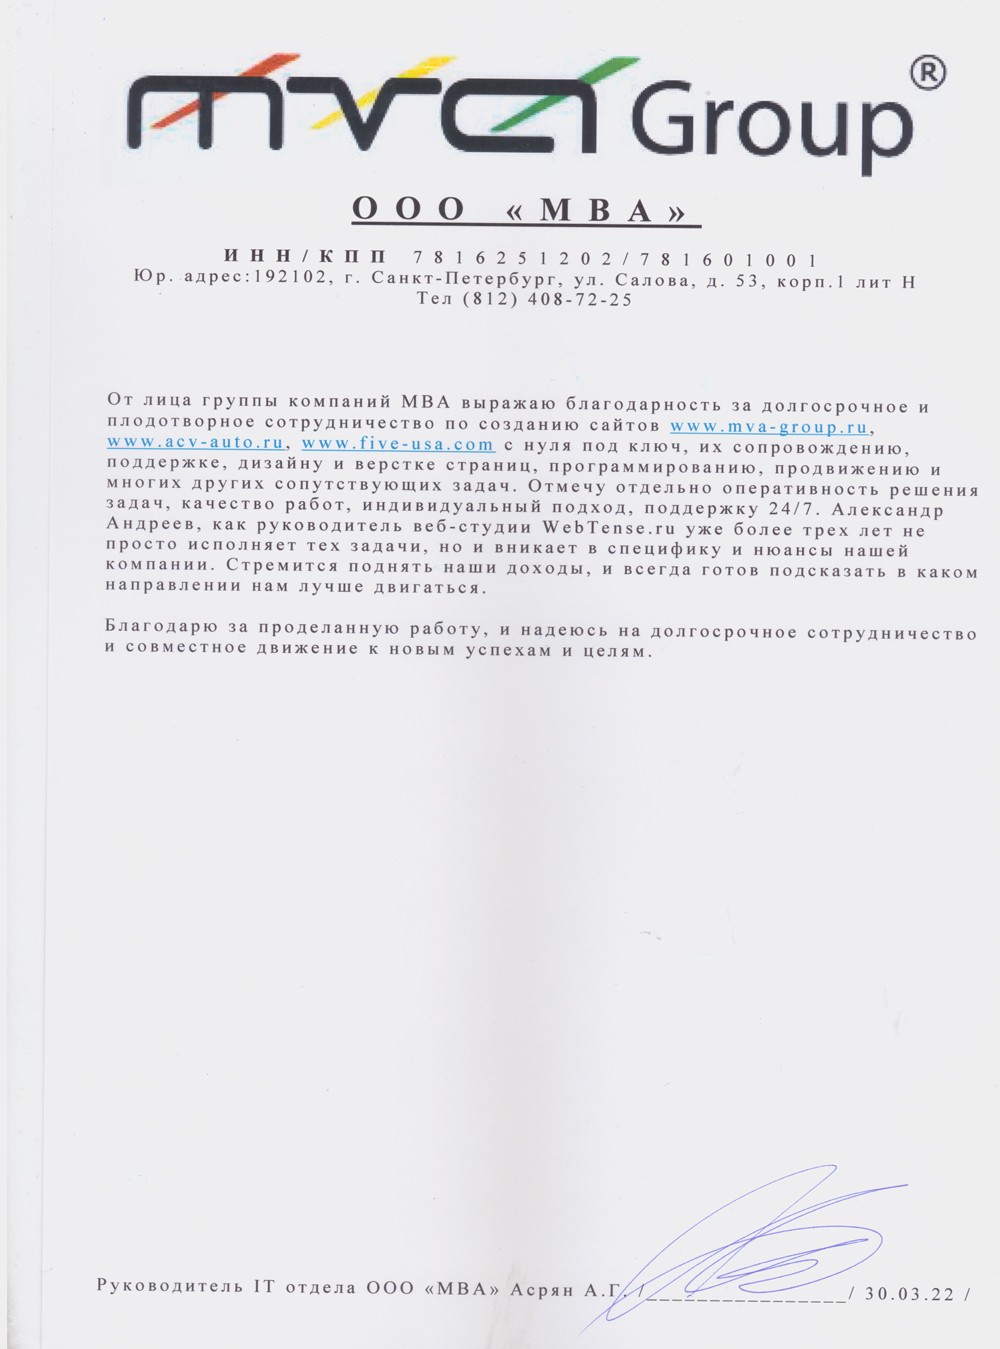 mva Group®
ООО «МВА»
ИНН/КПП 7816251202/781601001
Юр. адрес:192102, г. Санкт-Петербург, ул. Салова, д. 53, корп.1 лит Н
Тел (812) 408-72-25
От лица группы компаний МВА выражаю благодарность за долгосрочное и
плодотворное сотрудничество по созданию сайтов www.mva-group.ru,
www.acv-auto.ru, www.five-usa.com с нуля под ключ, их сопровождению,
поддержке, дизайну и верстке страниц, программированию, продвижению и
многих других сопутствующих задач. Отмечу отдельно оперативность решения
задач, качество работ, индивидуальный подход, поддержку 24/7. Александр
Андреев, как руководитель веб-студии WebTense.ru уже более трех лет не
просто исполняет тех задачи, но и вникает в специфику и нюансы нашей
компании. Стремится поднять наши доходы, и всегда готов подсказать в каком
направлении нам лучше двигаться.
Благодарю за проделанную работу, и надеюсь на долгосрочное сотрудничество
и совместное движение к новым успехам и целям.
Руководитель IT отдела ООО «МВА» Асрян А.Г. /_________________/ 30.03.22 /